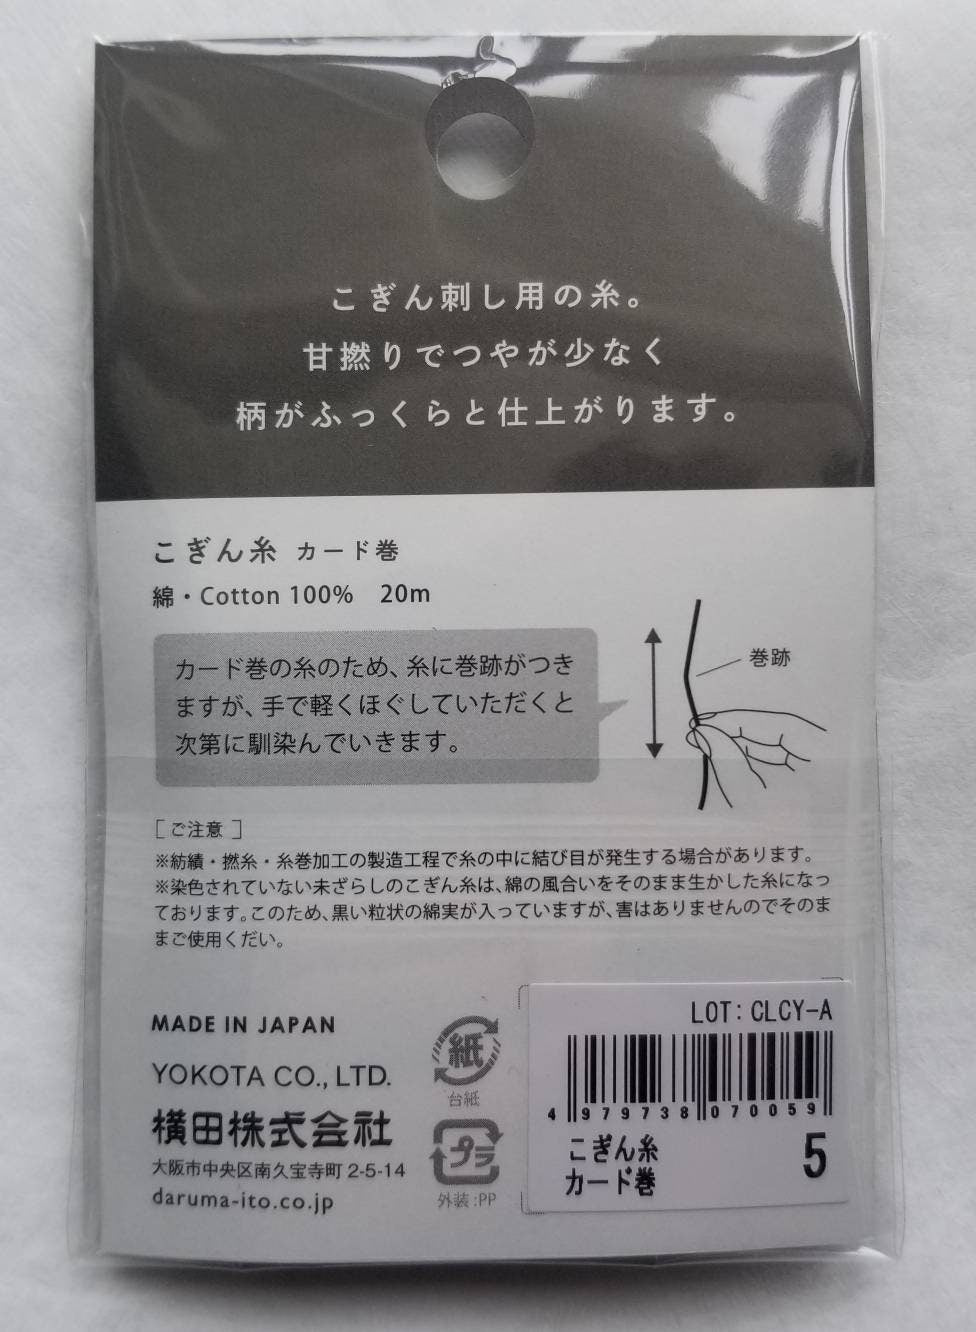 こぎん刺し用の糸。
甘撚りでつやが少なく
柄がふっくらと仕上がります。
こぎん糸 カード巻
綿・Cotton 100% 20m
カード巻の糸のため、糸に巻跡がつき
ますが、手で軽くほぐしていただくと
次第に馴染んでいきます。
巻跡
［ご注意］
※紡績・撚糸・糸巻加工の製造工程で糸の中に結び目が発生する場合があります。
※染色されていない未ざらしのこぎん糸は、綿の風合いをそのまま生かした糸になっ
ております。このため、黒い粒状の綿実が入っていますが、害はありませんのでそのま
まご使用くだい。
MADE IN JAPAN
YOKOTA CO., LTD.
横田株式会社
大阪市中央区南久宝寺町 2-5-14
daruma-ito.co.jp
紙
台紙
プラ
外装:PP
LOT: CLCY-A
4 979738 070059
こぎん糸
カード巻 5